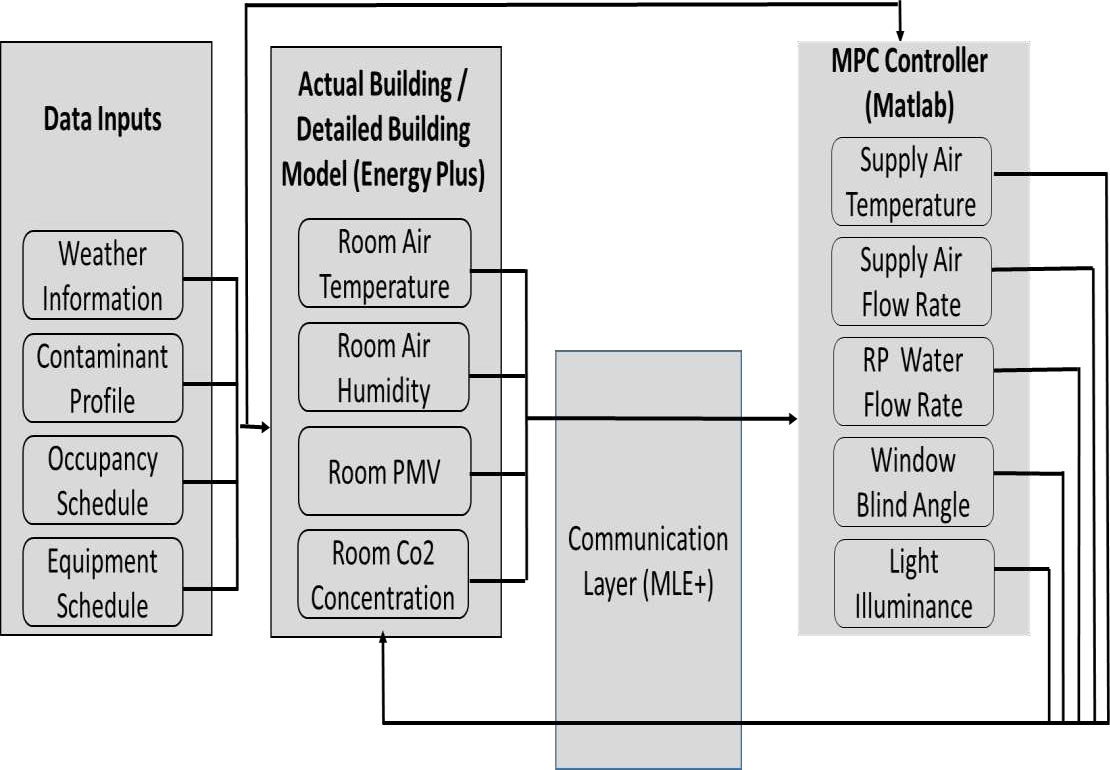 Data Inputs
Weather
Information
Contaminant
Profile
Occupancy
Schedule
Equipment
Schedule
Actual Building /
Detailed Building
Model (Energy Plus)
Room Air
Temperature
Room Air
Humidity
Room PMV
Room Co2
Concentration
Communication
Layer (MLE+)
MPC Controller
(Matlab)
Supply Air
Temperature
Supply Air
Flow Rate
RP Water
Flow Rate
Window
Blind Angle
Light
Illuminance